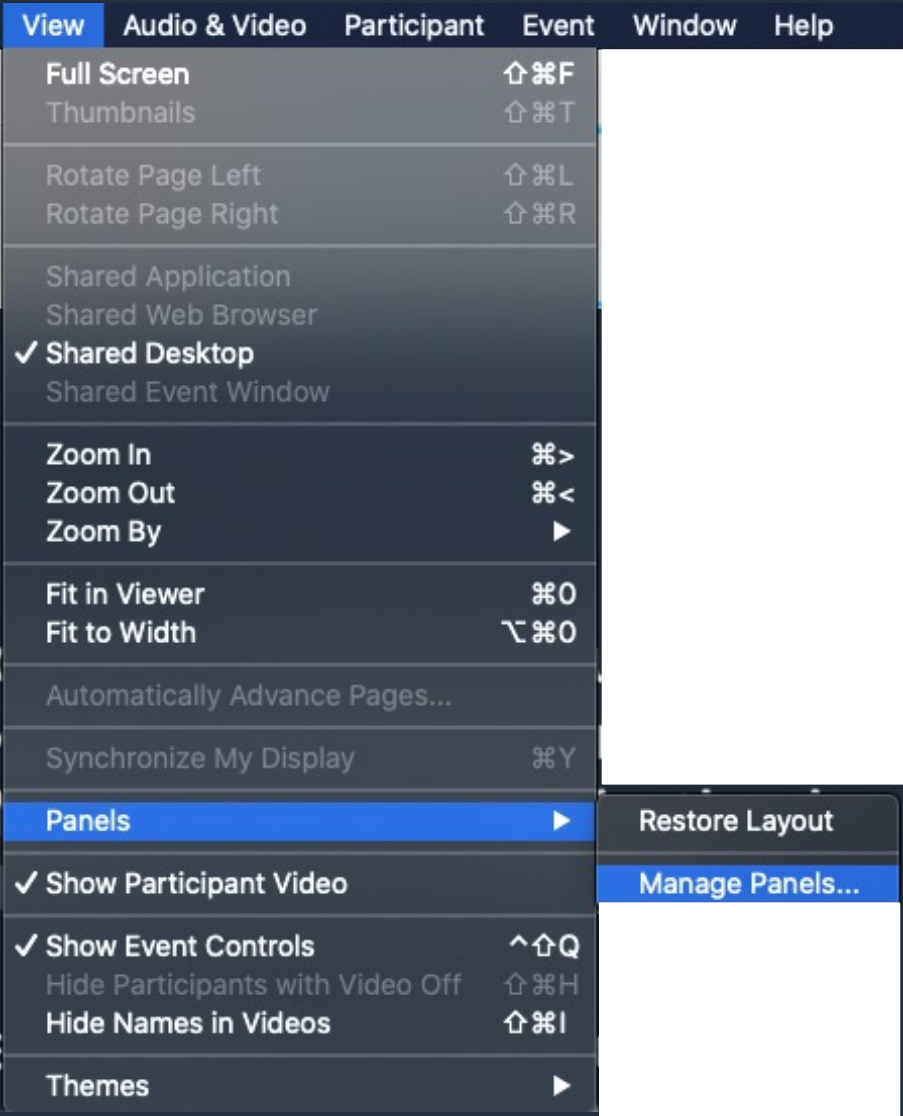 View Audio & Video Participant Event Window Help
Full Screen ⇧⌘F
Thumbnails ⇧⌘T
Rotate Page Left ⇧⌘L
Rotate Page Right ⇧⌘R
Shared Application
Shared Web Browser
✓ Shared Desktop
Shared Event Window
Zoom In ⌘>
Zoom Out ⌘<
Zoom By ▶
Fit in Viewer ⌘0
Fit to Width ⌥⌘0
Automatically Advance Pages...
Synchronize My Display ⌘Y
Panels ▶ Restore Layout
✓ Show Participant Video Manage Panels...
✓ Show Event Controls ^⇧Q
Hide Participants with Video Off ⇧⌘H
Hide Names in Videos ⇧⌘I
Themes ▶